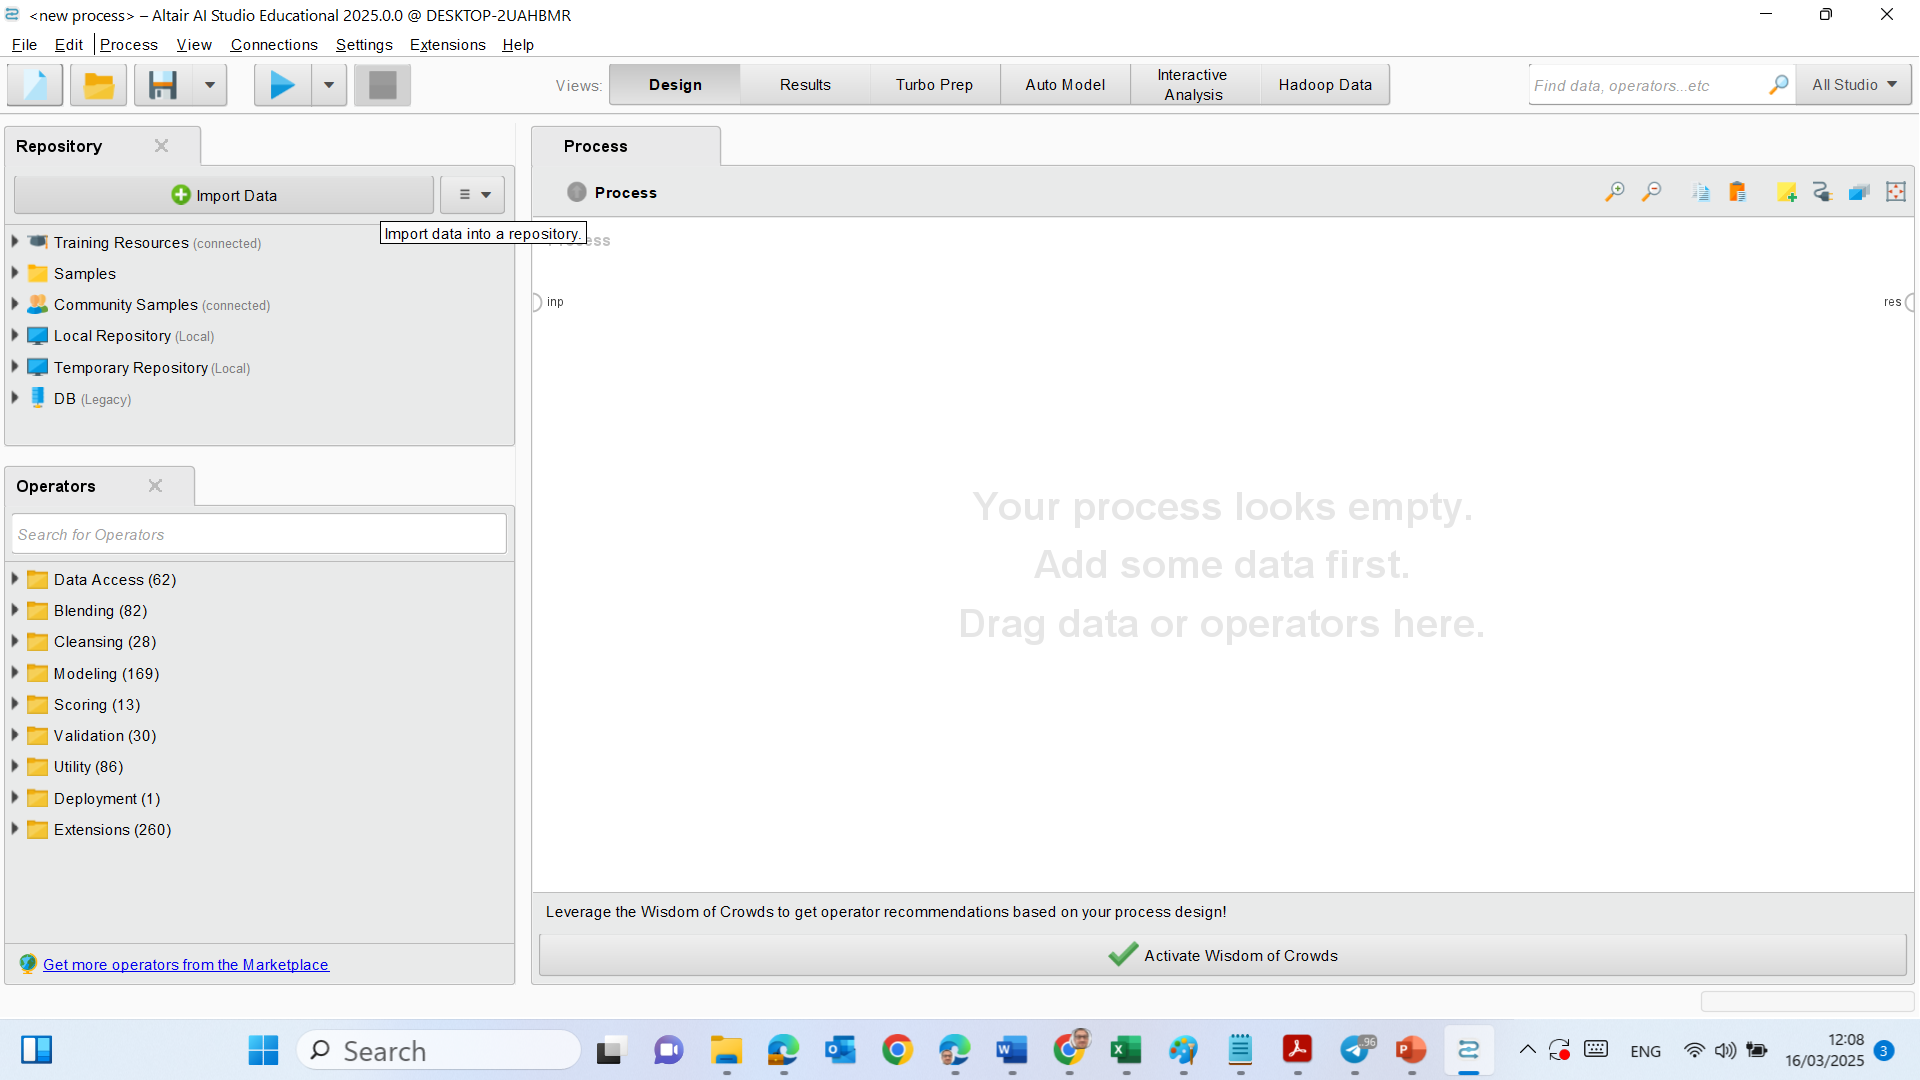 <new process> – Altair AI Studio Educational 2025.0.0 @ DESKTOP-2UAHBMR
File Edit Process View Connections Settings Extensions Help
Views: Design Results Turbo Prep Auto Model Interactive Analysis Hadoop Data
Find data, operators...etc
All Studio
Repository
Import Data
Import data into a repository.
Training Resources (connected)
Samples
Community Samples (connected)
Local Repository (Local)
Temporary Repository (Local)
DB (Legacy)
Operators
Search for Operators
Data Access (62)
Blending (82)
Cleansing (28)
Modeling (169)
Scoring (13)
Validation (30)
Utility (86)
Deployment (1)
Extensions (260)
Get more operators from the Marketplace
Process
Process
inp
res
Your process looks empty.
Add some data first.
Drag data or operators here.
Leverage the Wisdom of Crowds to get operator recommendations based on your process design!
Activate Wisdom of Crowds
Search
..96
ENG
12:08
16/03/2025
3